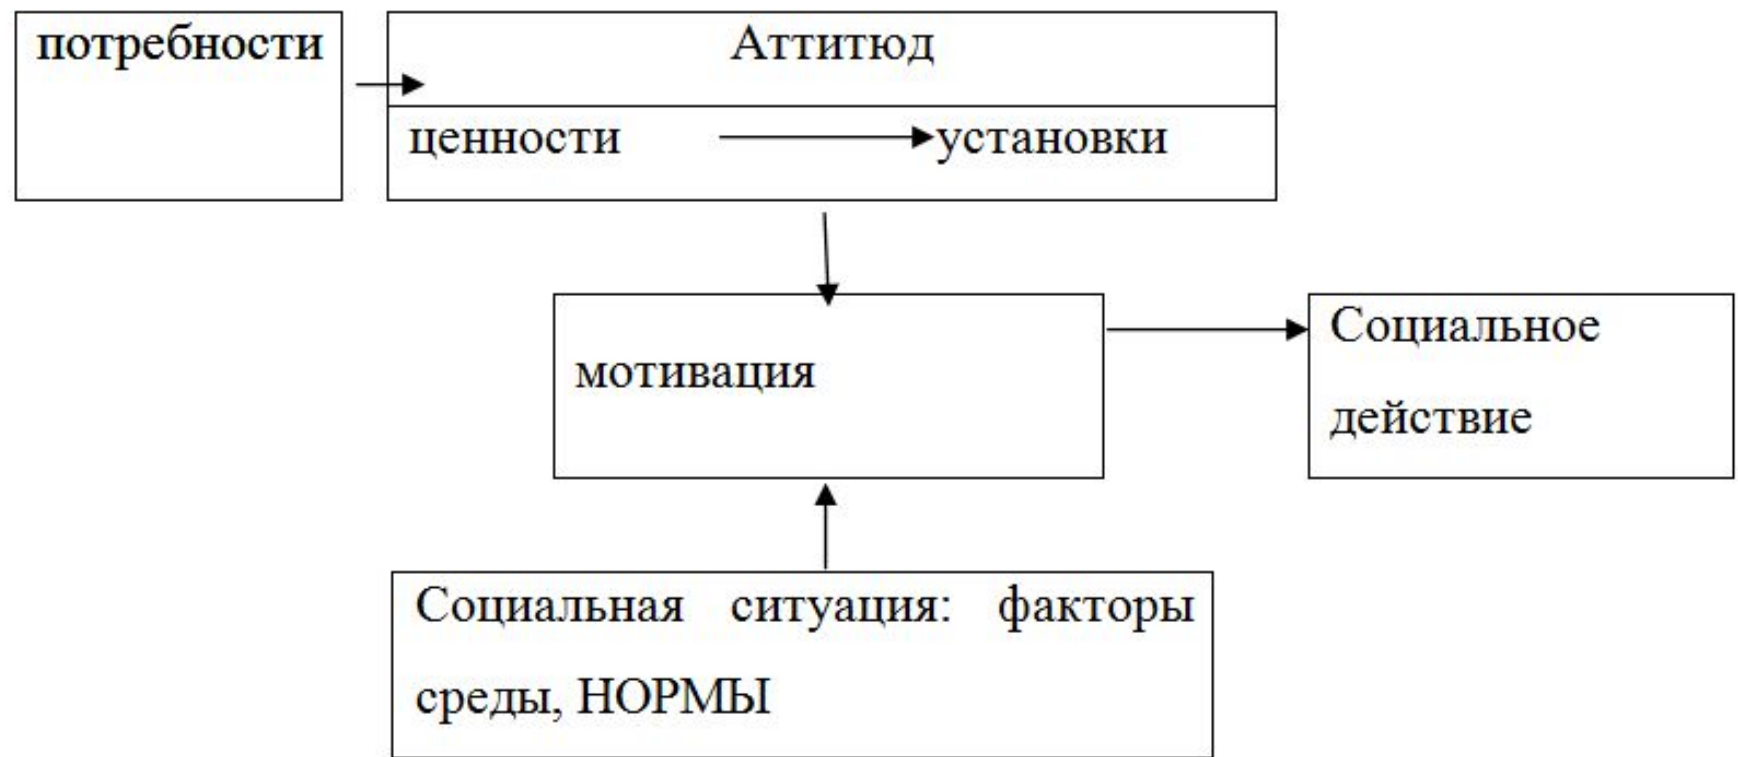 потребности
Аттитюд
ценности
установки
мотивация
Социальное
действие
Социальная ситуация: факторы
среды, НОРМЫ